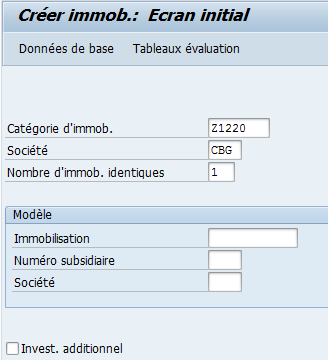 Créer immob.: Ecran initial
Données de base Tableaux évaluation
Catégorie d'immob. Z1220
Société CBG
Nombre d'immob. identiques 1
Modèle
Immobilisation
Numéro subsidiaire
Société
Invest. additionnel